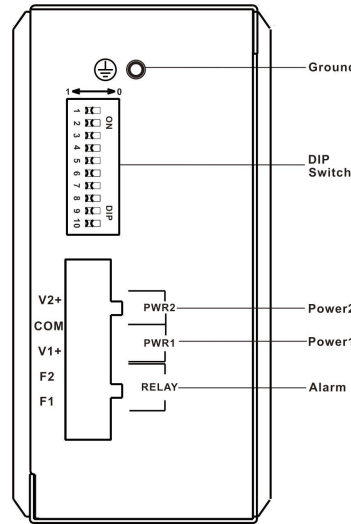 Ground
1 0
1
2
3
4
5
6
7
8
9
10
ON
DIP
DIP
Switch
V2+
COM
V1+
F2
F1
PWR2
PWR1
RELAY
Power2
Power1
Alarm